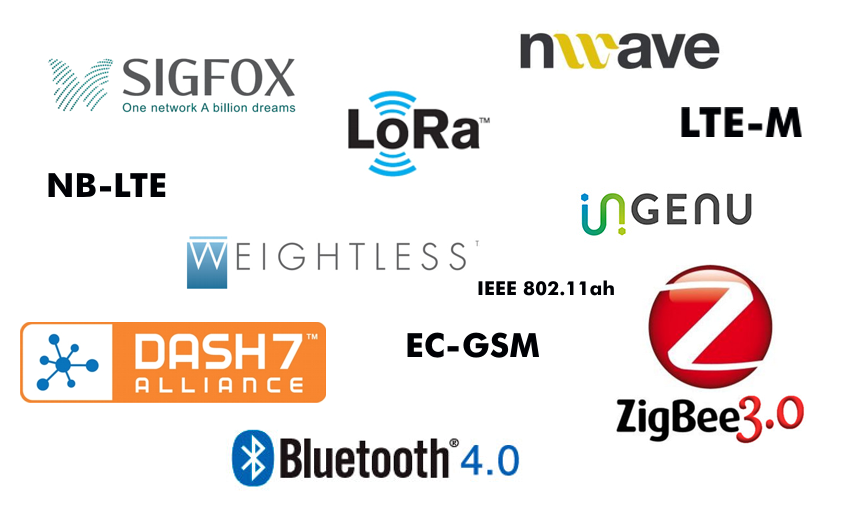 nwave
SIGFOX
One network A billion dreams
LoRa™
LTE-M
NB-LTE
inGENU
WEIGHTLESS
IEEE 802.11ah
DASH7™
ALLIANCE
EC-GSM
ZigBee3.0
Bluetooth®4.0